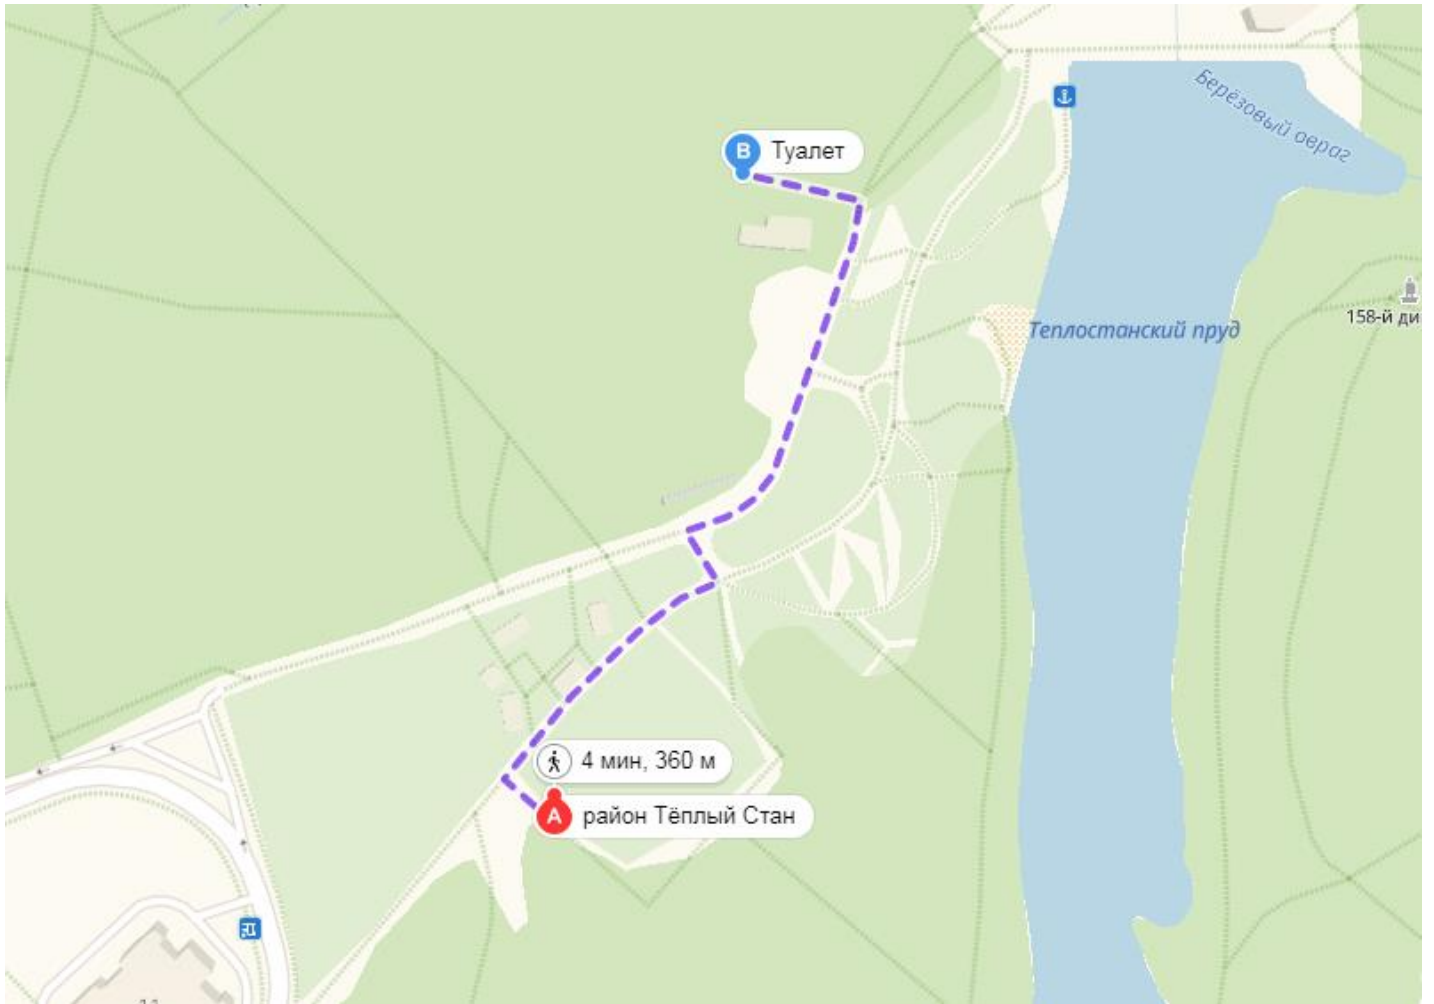 Берёзовый овраг
B Туалет
Теплостанский пруд
158-й ди
4 мин, 360 м
A район Тёплый Стан